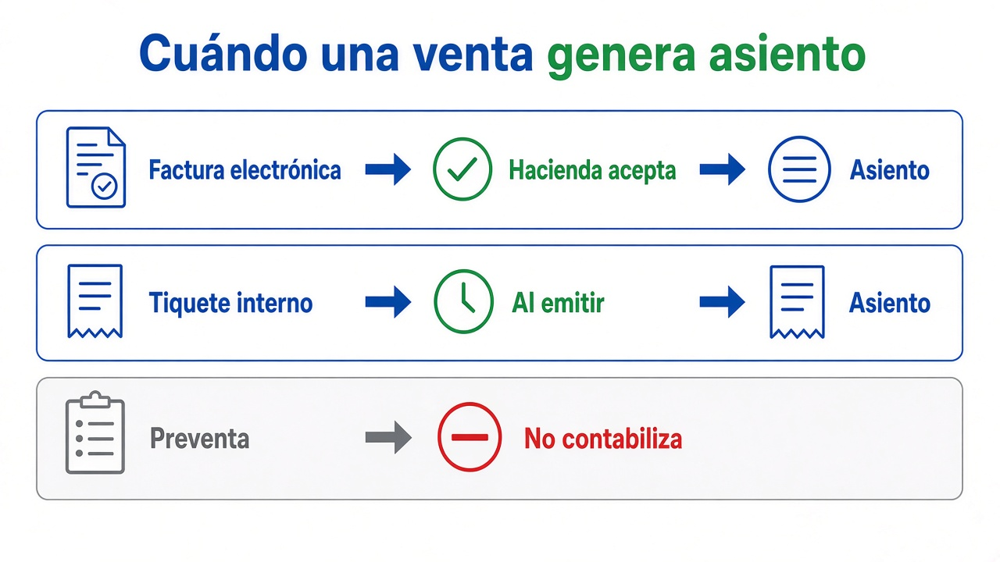 Cuándo una venta genera asiento
Factura electrónica
Hacienda acepta
Asiento
Tiquete interno
Al emitir
Asiento
Preventa
No contabiliza